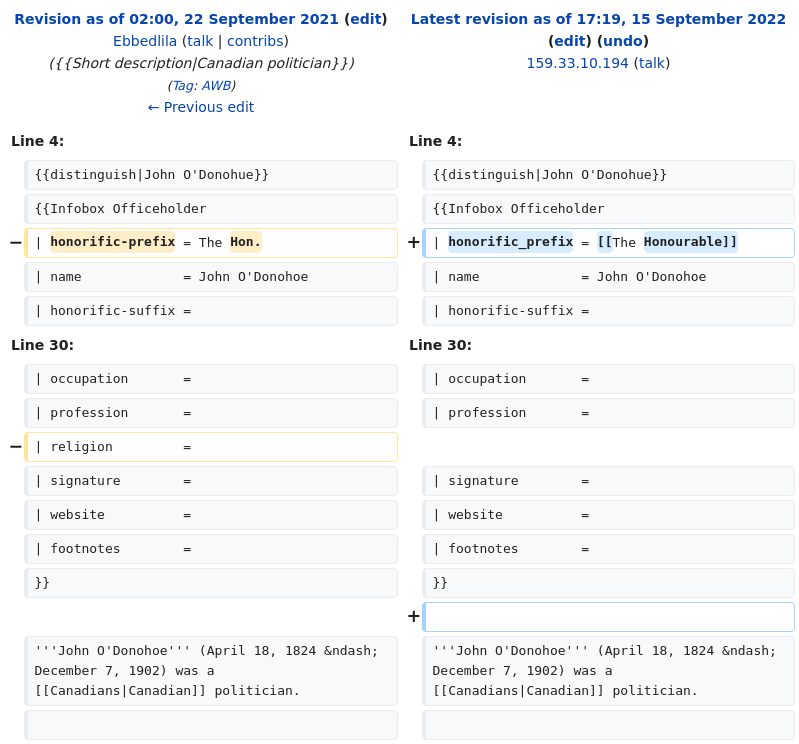 Revision as of 02:00, 22 September 2021 (edit)
Ebbedlila (talk | contribs)
({{Short description|Canadian politician}})
(Tag: AWB)
← Previous edit
Latest revision as of 17:19, 15 September 2022
(edit) (undo)
159.33.10.194 (talk)
Line 4:
Line 4:
{{distinguish|John O'Donohue}}
{{distinguish|John O'Donohue}}
{{Infobox Officeholder
{{Infobox Officeholder
− | honorific-prefix = The Hon.
+ | honorific_prefix = [[The Honourable]]
| name             = John O'Donohoe
| name             = John O'Donohoe
| honorific-suffix =
| honorific-suffix =
Line 30:
Line 30:
| occupation       =
| occupation       =
| profession       =
| profession       =
− | religion         =
| signature        =
| signature        =
| website          =
| website          =
| footnotes        =
| footnotes        =
}}
}}
+
'''John O'Donohoe''' (April 18, 1824 &ndash;
December 7, 1902) was a
[[Canadians|Canadian]] politician.
'''John O'Donohoe''' (April 18, 1824 &ndash;
December 7, 1902) was a
[[Canadians|Canadian]] politician.